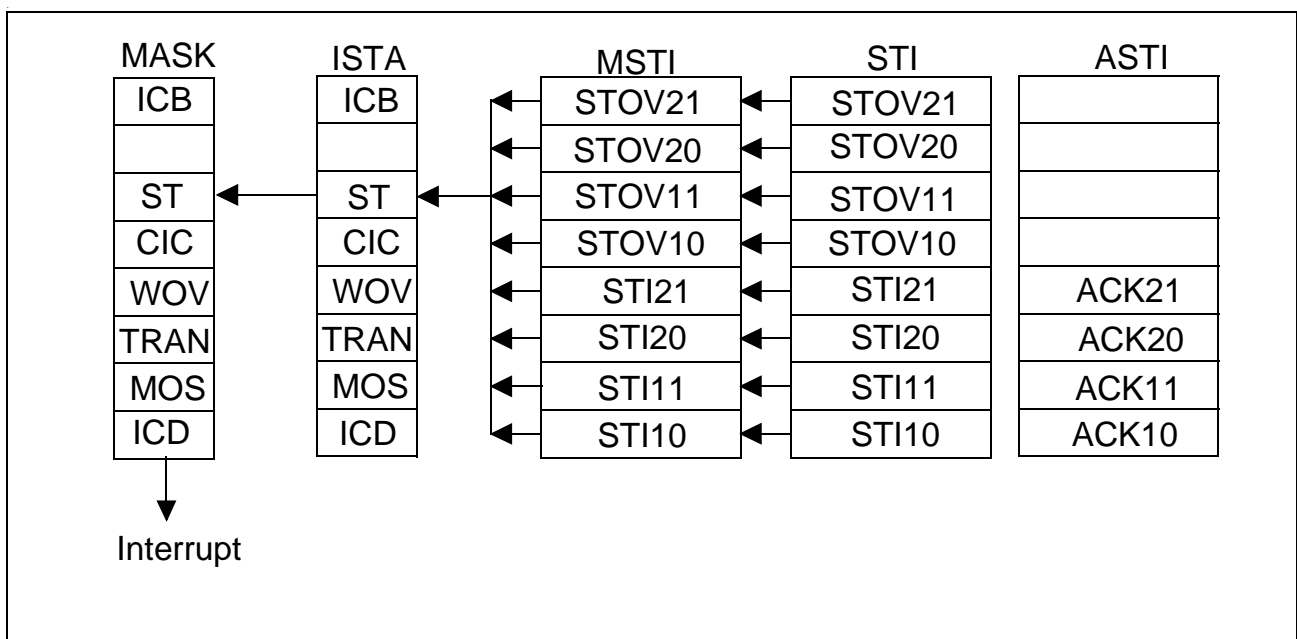 MASK ISTA MSTI STI ASTI
ICB ICB STOV21 STOV21
STOV20 STOV20
ST ST STOV11 STOV11
CIC CIC STOV10 STOV10
WOV WOV STI21 STI21 ACK21
TRAN TRAN STI20 STI20 ACK20
MOS MOS STI11 STI11 ACK11
ICD ICD STI10 STI10 ACK10
Interrupt